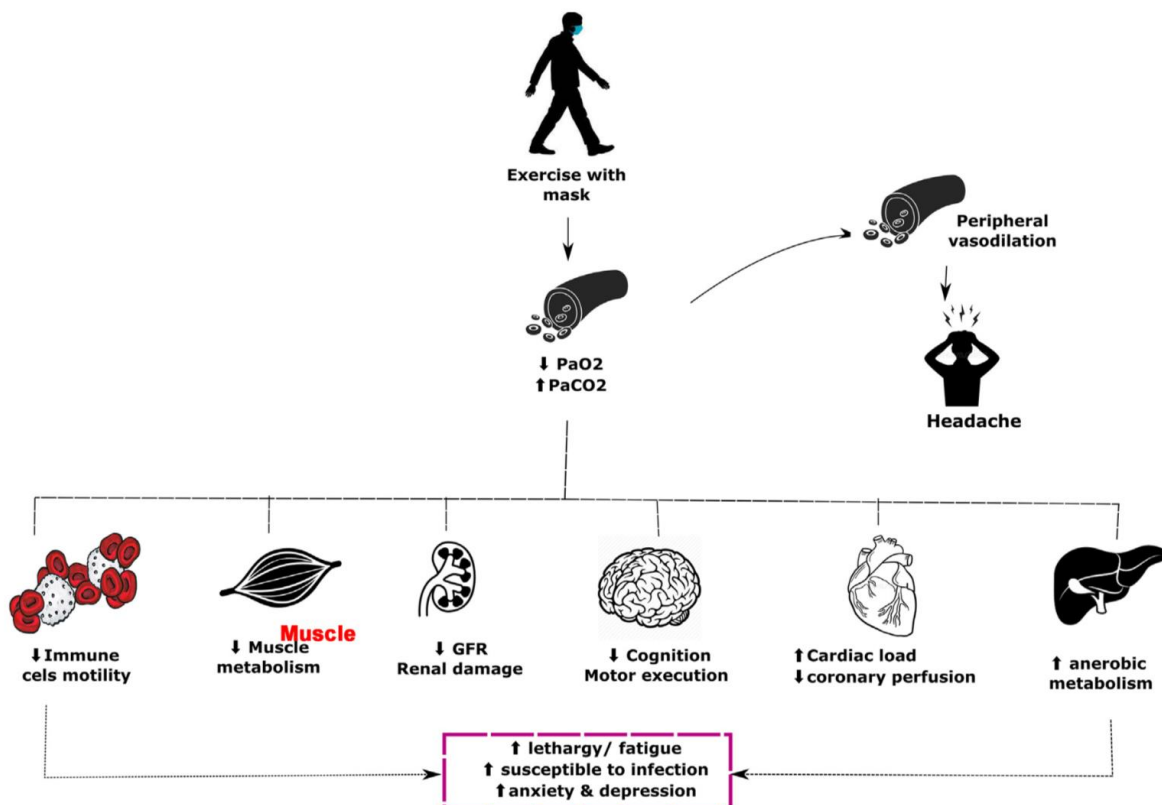 Exercise with
mask
Peripheral
vasodilation
↓ PaO2
↑ PaCO2
Headache
↓ Immune
cels motility
Muscle
↓ Muscle
metabolism
↓ GFR
Renal damage
↓ Cognition
Motor execution
↑ Cardiac load
↓ coronary perfusion
↑ anerobic
metabolism
↑ lethargy/ fatigue
↑ susceptible to infection
↑ anxiety & depression